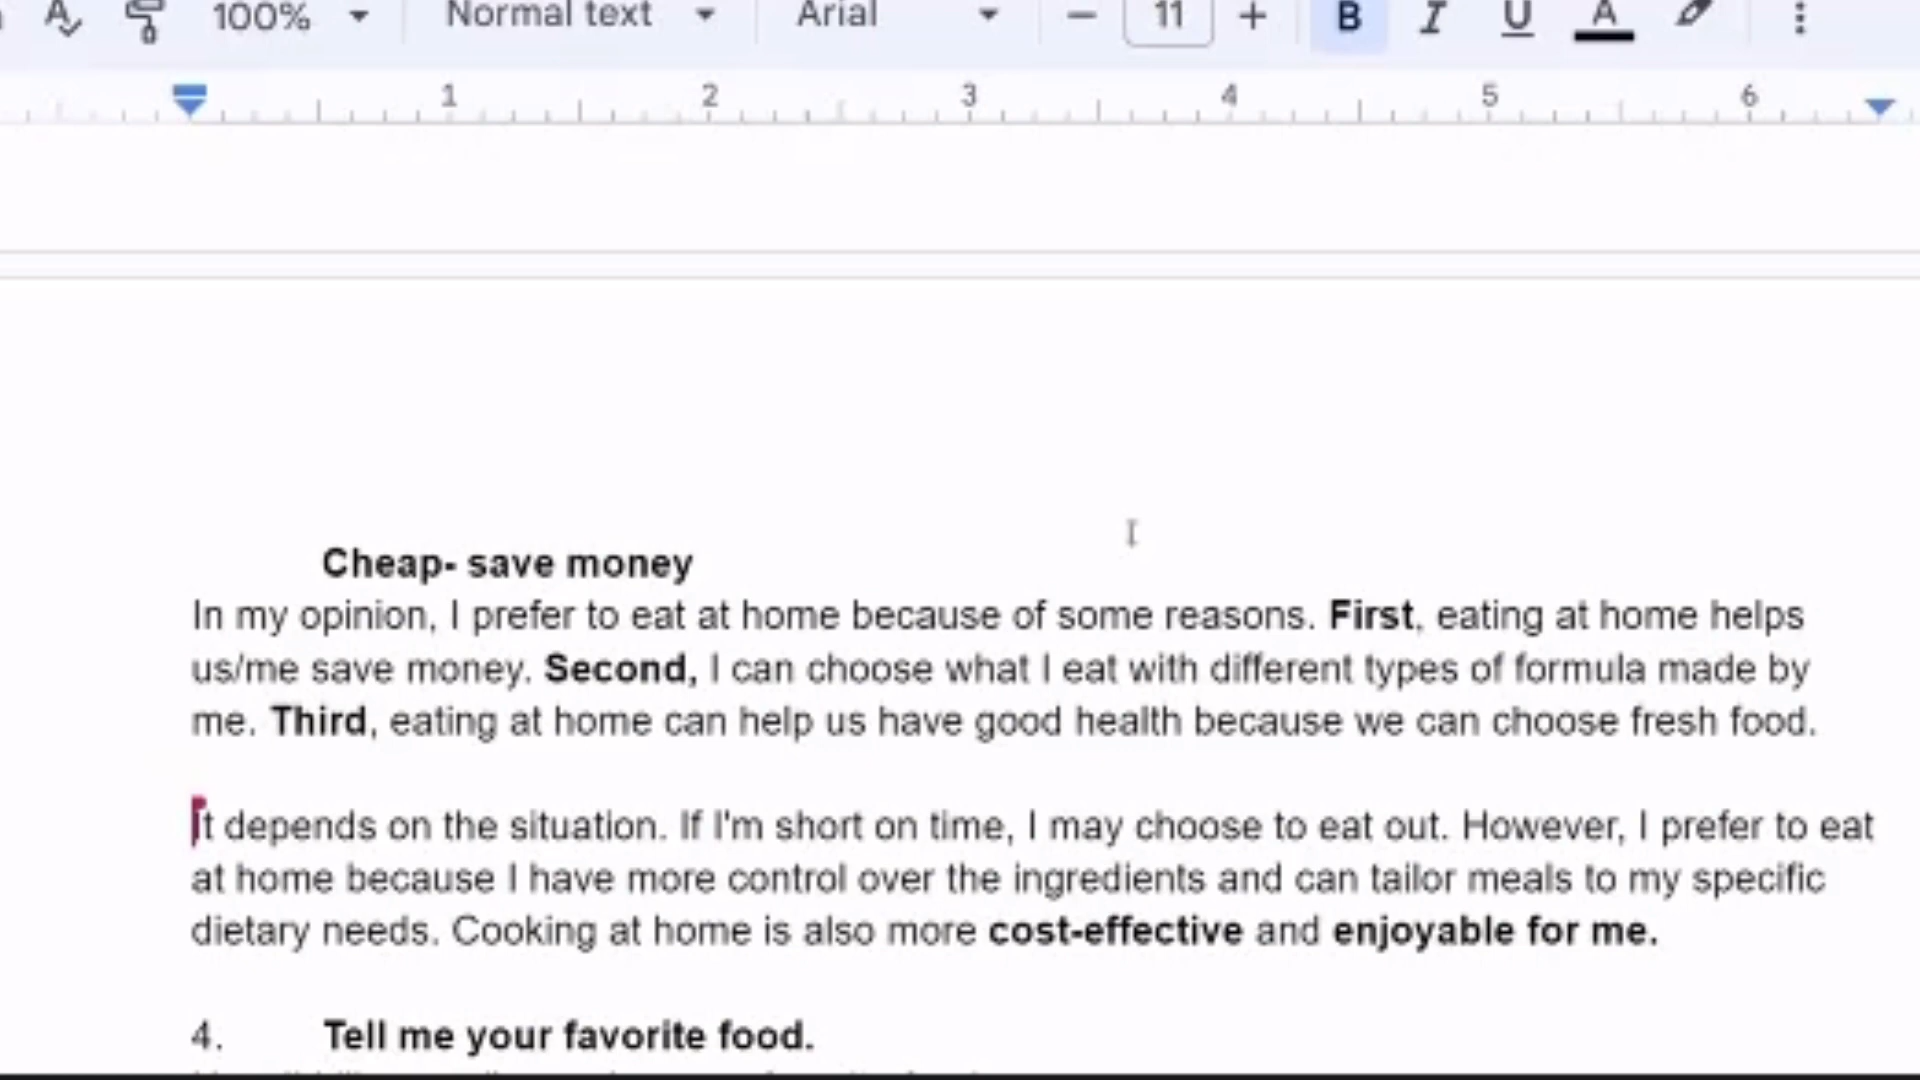 100% Normal text Arial 11 B I U A
1 2 3 4 5 6
Cheap- save money
In my opinion, I prefer to eat at home because of some reasons. First, eating at home helps
us/me save money. Second, I can choose what I eat with different types of formula made by
me. Third, eating at home can help us have good health because we can choose fresh food.
It depends on the situation. If I'm short on time, I may choose to eat out. However, I prefer to eat
at home because I have more control over the ingredients and can tailor meals to my specific
dietary needs. Cooking at home is also more cost-effective and enjoyable for me.
4. Tell me your favorite food.